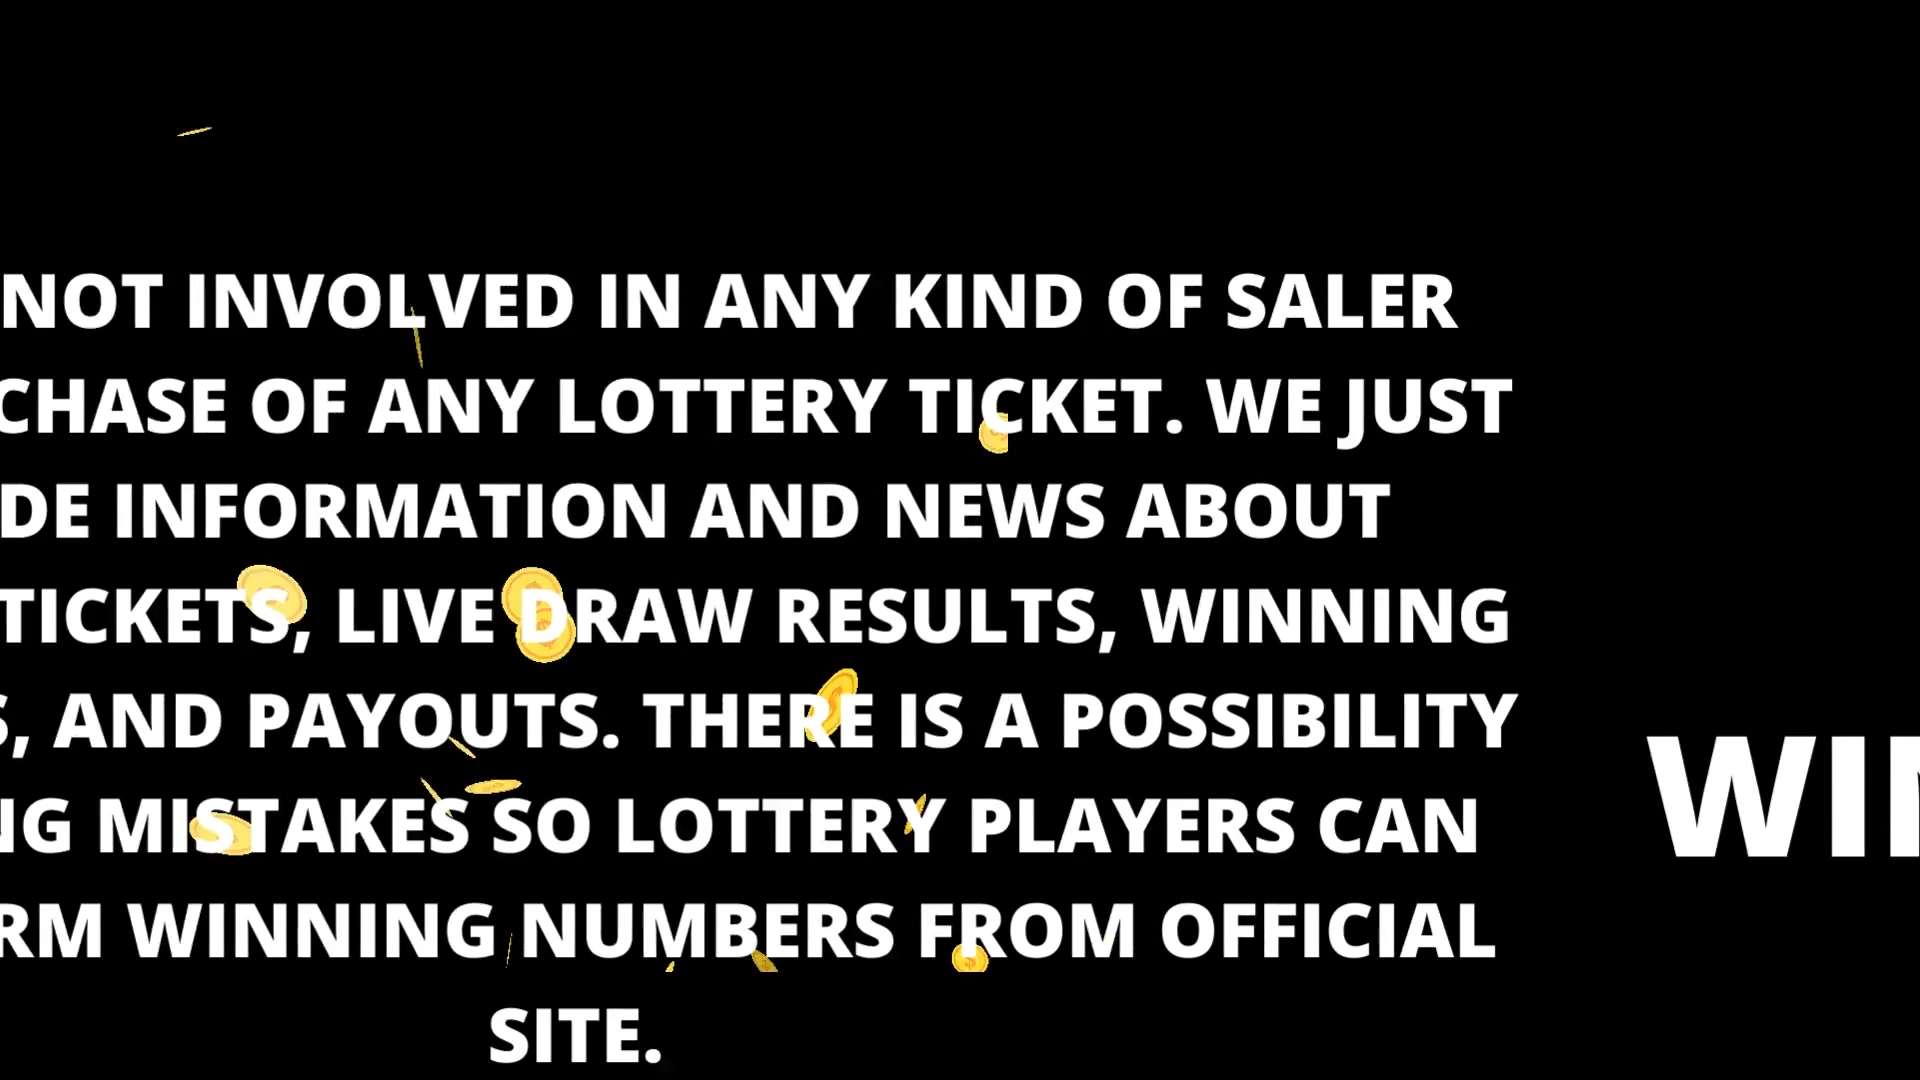 NOT INVOLVED IN ANY KIND OF SALER
CHASE OF ANY LOTTERY TICKET. WE JUST
DE INFORMATION AND NEWS ABOUT
TICKETS, LIVE DRAW RESULTS, WINNING
S, AND PAYOUTS. THERE IS A POSSIBILITY
NG MISTAKES SO LOTTERY PLAYERS CAN
RM WINNING NUMBERS FROM OFFICIAL
SITE.
WIN